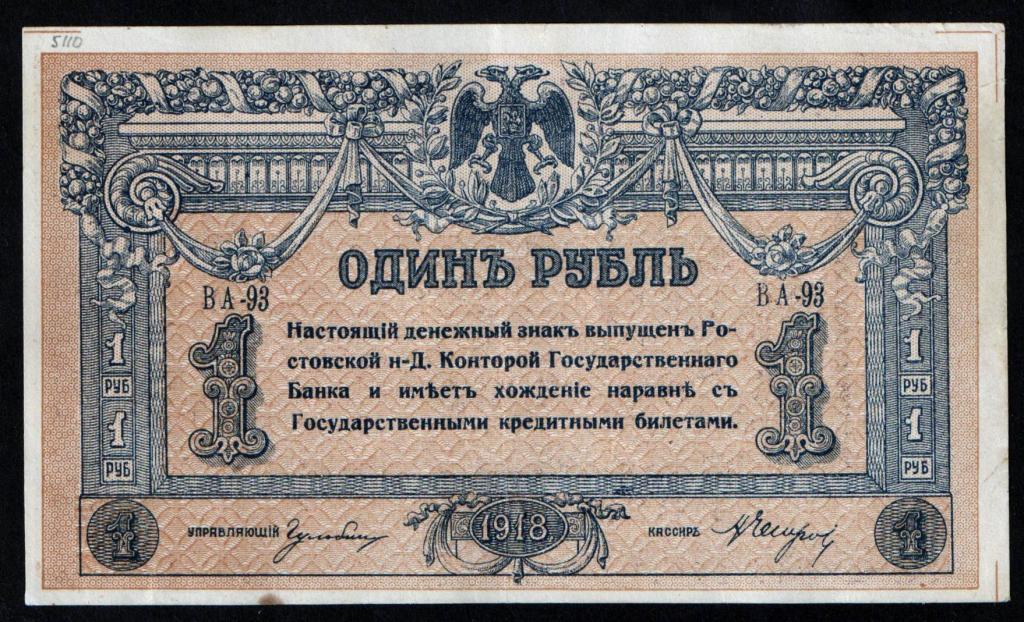 5110
ОДИНЪ РУБЛЬ
ВА-93 ВА-93
1 1
Настоящій денежный знакъ выпущенъ Ро-
стовской н-Д. Конторой Государственнаго
Банка и имѣетъ хожденіе наравнѣ съ
Государственными кредитными билетами.
1 1
РУБ РУБ
1 1
РУБ РУБ
1 УПРАВЛЯЮЩІЙ 1918 КАССИРЪ 1